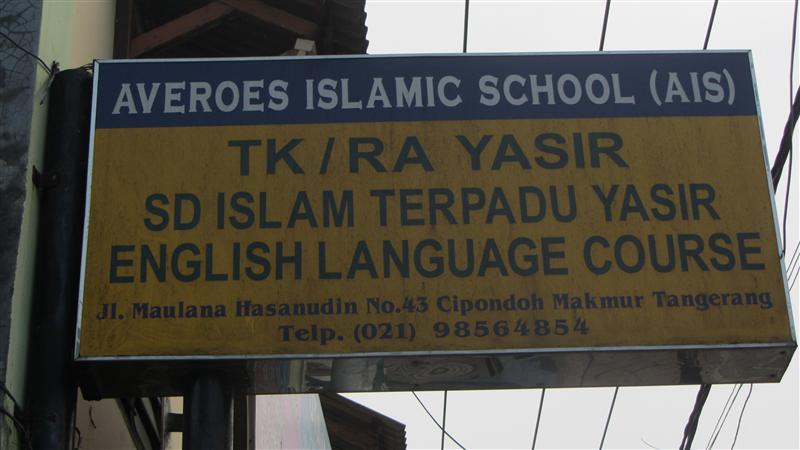 AVEROES ISLAMIC SCHOOL (AIS)
TK/RA YASIR
SD ISLAM TERPADU YASIR
ENGLISH LANGUAGE COURSE
Jl. Maulana Hasanudin No.43 Cipondoh Makmur Tangerang
Telp. (021) 98564854